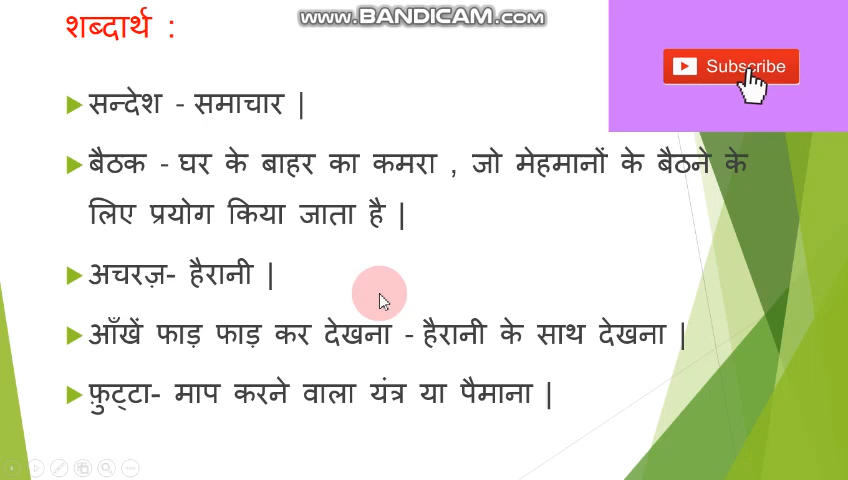 शब्दार्थ :
WWW.BANDICAM.COM
Subscribe
सन्देश - समाचार |
बैठक - घर के बाहर का कमरा , जो मेहमानों के बैठने के
लिए प्रयोग किया जाता है |
अचरज़- हैरानी |
आँखें फाड़ फाड़ कर देखना - हैरानी के साथ देखना |
फ़ुट्टा- माप करने वाला यंत्र या पैमाना |